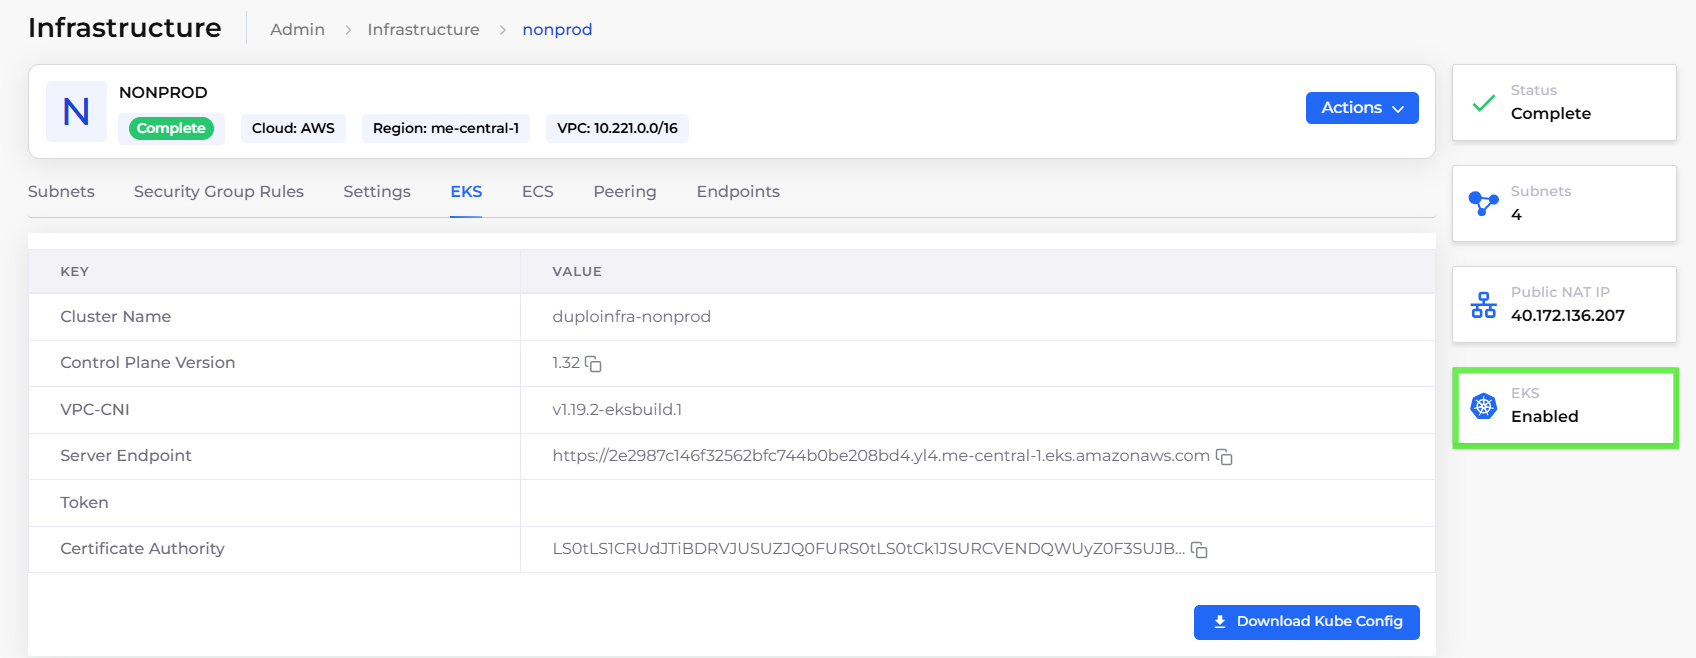 Infrastructure
Admin > Infrastructure > nonprod
N
NONPROD
Complete
Cloud: AWS
Region: me-central-1
VPC: 10.221.0.0/16
Actions
Subnets
Security Group Rules
Settings
EKS
ECS
Peering
Endpoints
KEY VALUE
Cluster Name duploinfra-nonprod
Control Plane Version 1.32
VPC-CNI v1.19.2-eksbuild.1
Server Endpoint https://2e2987c146f32562bfc744b0be208bd4.yl4.me-central-1.eks.amazonaws.com
Token
Certificate Authority LS0tLS1CRUdJTiBDRVJUSUZJQ0FURS0tLS0tCk1JSURCVENDQWUyZ0F3SUJB...
Download Kube Config
Status
Complete
Subnets
4
Public NAT IP
40.172.136.207
EKS
Enabled